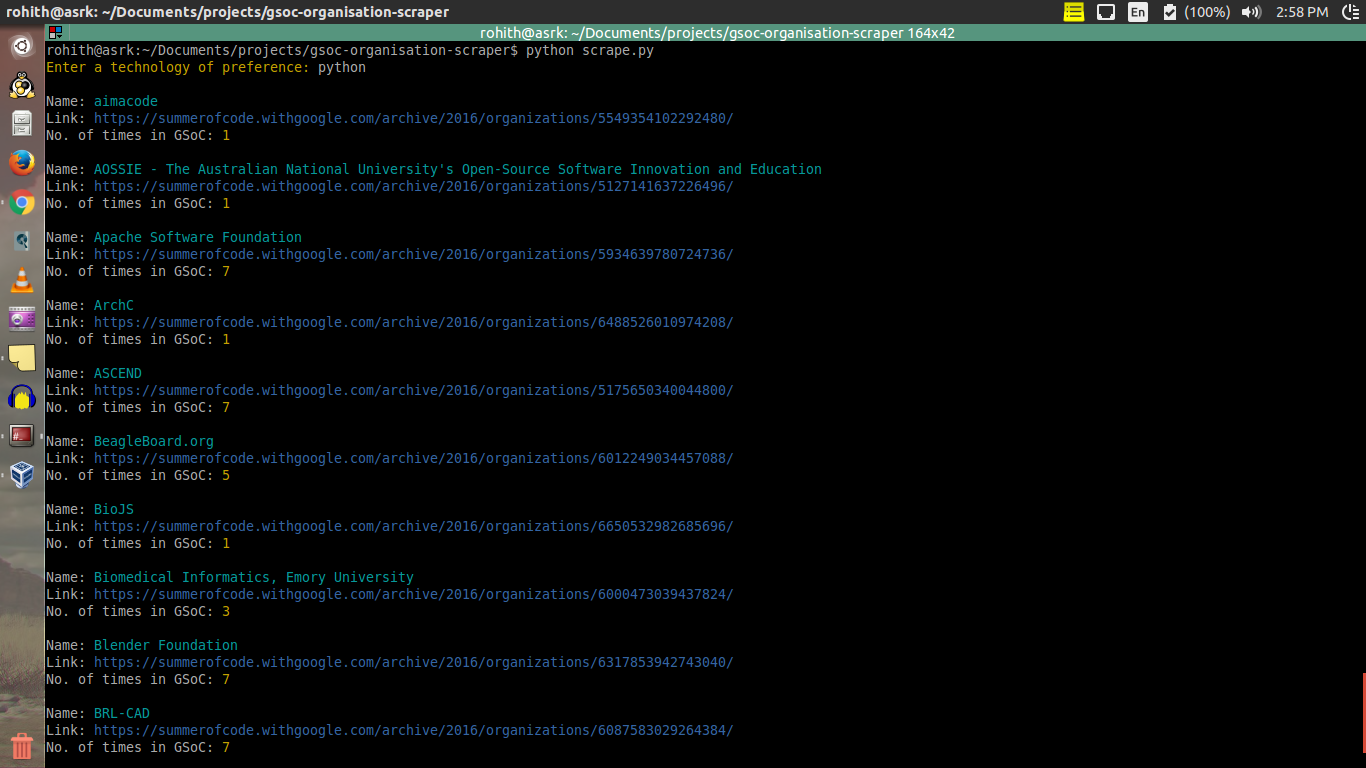 rohith@asrk: ~/Documents/projects/gsoc-organisation-scraper
En
(100%)
2:58 PM
rohith@asrk: ~/Documents/projects/gsoc-organisation-scraper 164x42
rohith@asrk:~/Documents/projects/gsoc-organisation-scraper$ python scrape.py
Enter a technology of preference: python
Name: aimacode
Link: https://summerofcode.withgoogle.com/archive/2016/organizations/5549354102292480/
No. of times in GSoC: 1
Name: AOSSIE - The Australian National University's Open-Source Software Innovation and Education
Link: https://summerofcode.withgoogle.com/archive/2016/organizations/5127141637226496/
No. of times in GSoC: 1
Name: Apache Software Foundation
Link: https://summerofcode.withgoogle.com/archive/2016/organizations/5934639780724736/
No. of times in GSoC: 7
Name: ArchC
Link: https://summerofcode.withgoogle.com/archive/2016/organizations/6488526010974208/
No. of times in GSoC: 1
Name: ASCEND
Link: https://summerofcode.withgoogle.com/archive/2016/organizations/5175650340044800/
No. of times in GSoC: 7
Name: BeagleBoard.org
Link: https://summerofcode.withgoogle.com/archive/2016/organizations/6012249034457088/
No. of times in GSoC: 5
Name: BioJS
Link: https://summerofcode.withgoogle.com/archive/2016/organizations/6650532982685696/
No. of times in GSoC: 1
Name: Biomedical Informatics, Emory University
Link: https://summerofcode.withgoogle.com/archive/2016/organizations/6000473039437824/
No. of times in GSoC: 3
Name: Blender Foundation
Link: https://summerofcode.withgoogle.com/archive/2016/organizations/6317853942743040/
No. of times in GSoC: 7
Name: BRL-CAD
Link: https://summerofcode.withgoogle.com/archive/2016/organizations/6087583029264384/
No. of times in GSoC: 7